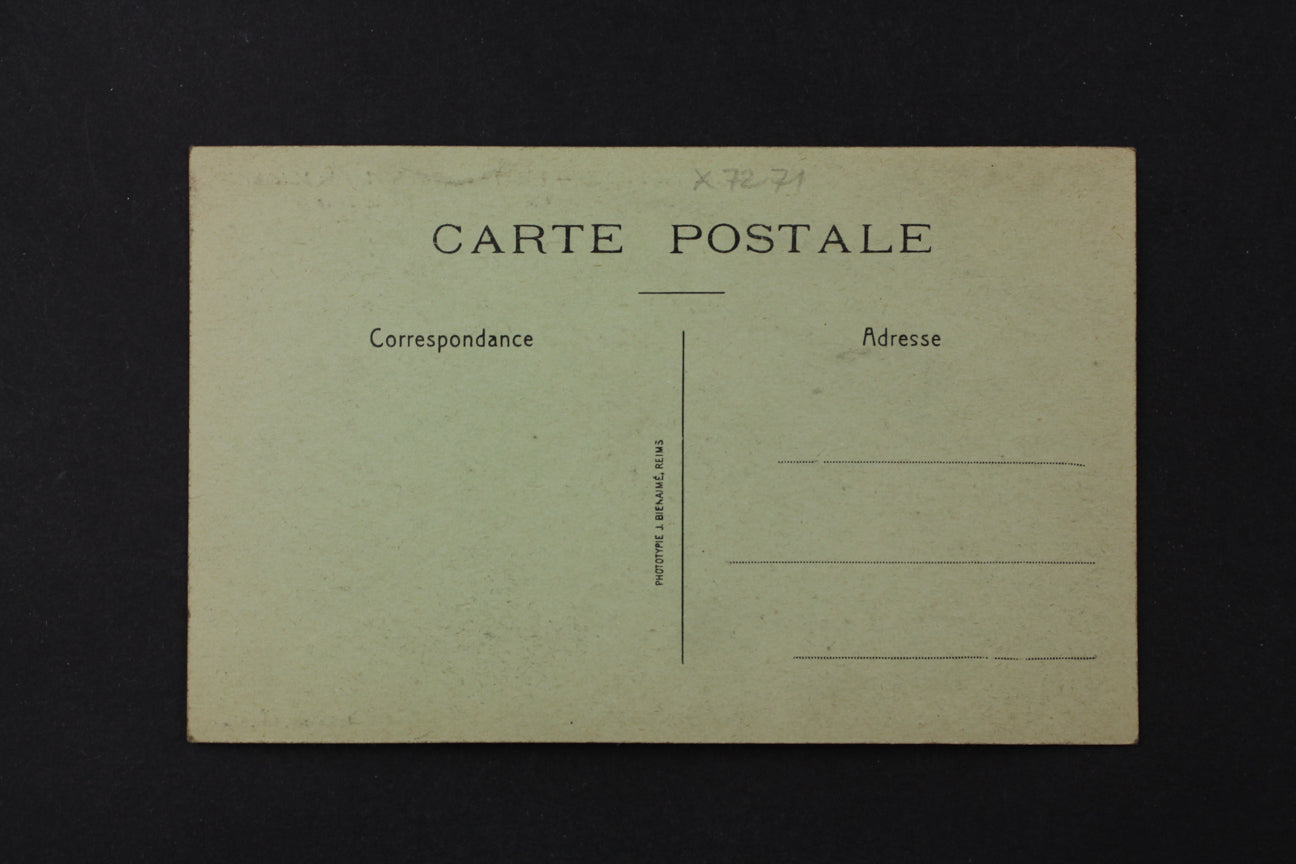 X 72 71
CARTE POSTALE
Correspondance
Adresse
PHOTOTYPIE J. BIENAIMÉ, REIMS